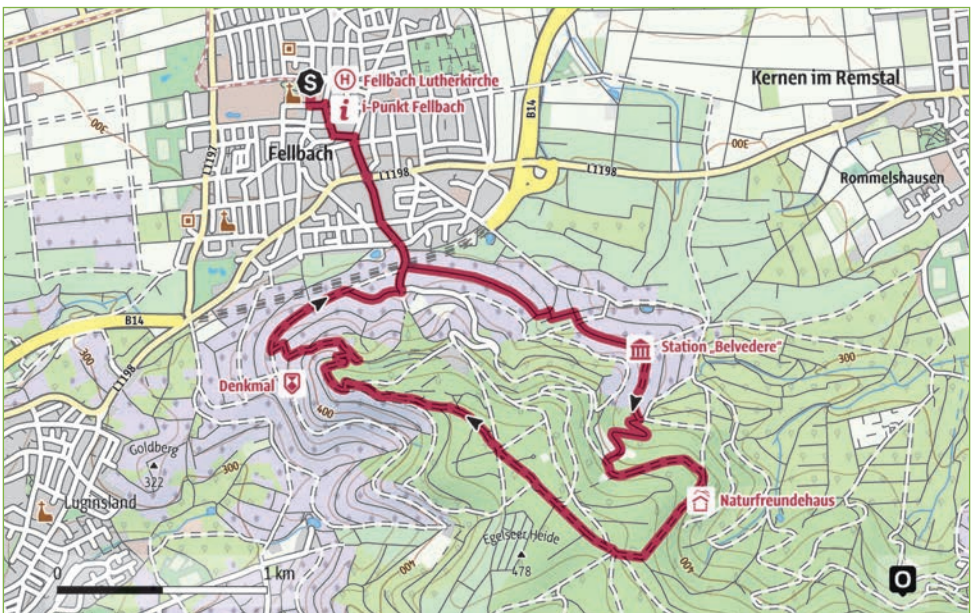 Kernen im Remstal
S
H Fellbach Lutherkirche
i i-Punkt Fellbach
B14
300
300
L1197
Fellbach
L1198
L1198
Rommelshausen
B14
Station „Belvedere“
300
300
L1198
Denkmal
400
Goldberg
322
300
Luginsland
Naturfreundehaus
Egelseer Heide
478
400
400
0 1 km
O